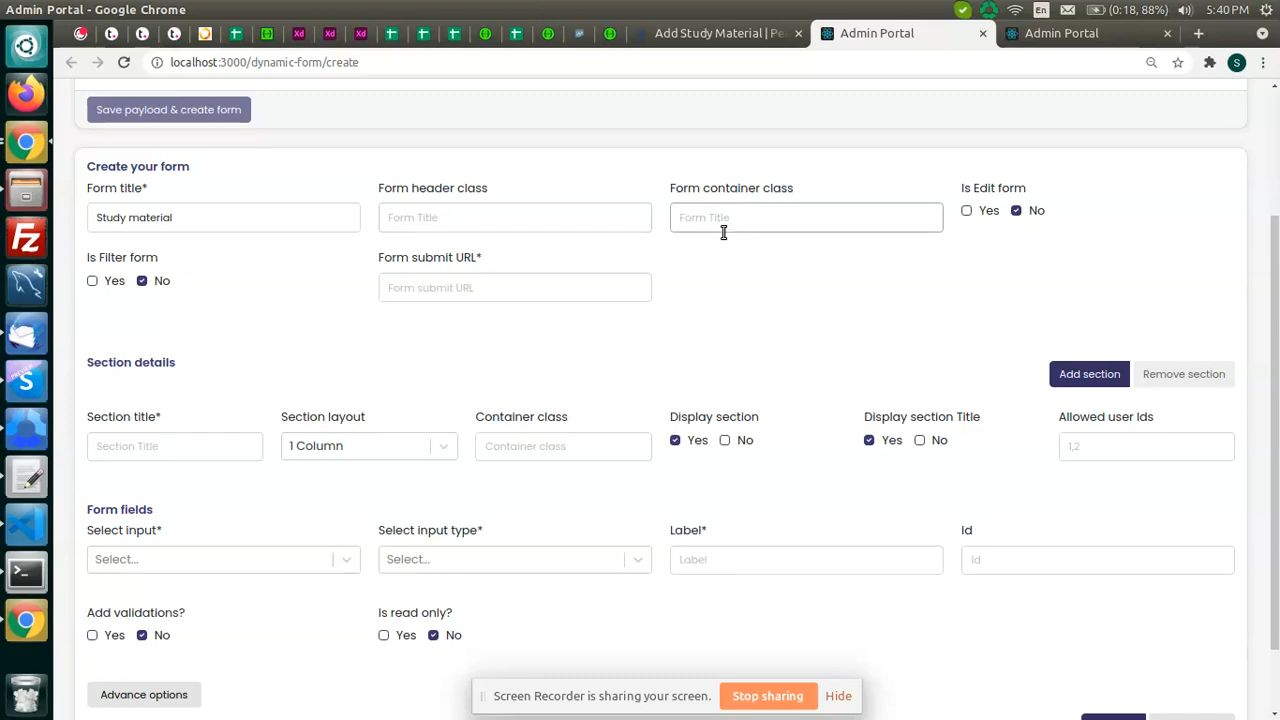 Admin Portal - Google Chrome
En
(0:18, 88%)
5:40 PM
Xd
Xd
Xd
Add Study Material | Pe
Admin Portal
Admin Portal
localhost:3000/dynamic-form/create
S
Save payload & create form
Create your form
Form title*
Form header class
Form container class
Is Edit form
Study material
Form Title
Form Title
Yes
No
Is Filter form
Form submit URL*
Yes
No
Form submit URL
Section details
Add section
Remove section
Section title*
Section layout
Container class
Display section
Display section Title
Allowed user Ids
Section Title
1 Column
Container class
Yes
No
Yes
No
1,2
Form fields
Select input*
Select input type*
Label*
Id
Select...
Select...
Label
Id
Add validations?
Is read only?
Yes
No
Yes
No
Advance options
Screen Recorder is sharing your screen.
Stop sharing
Hide